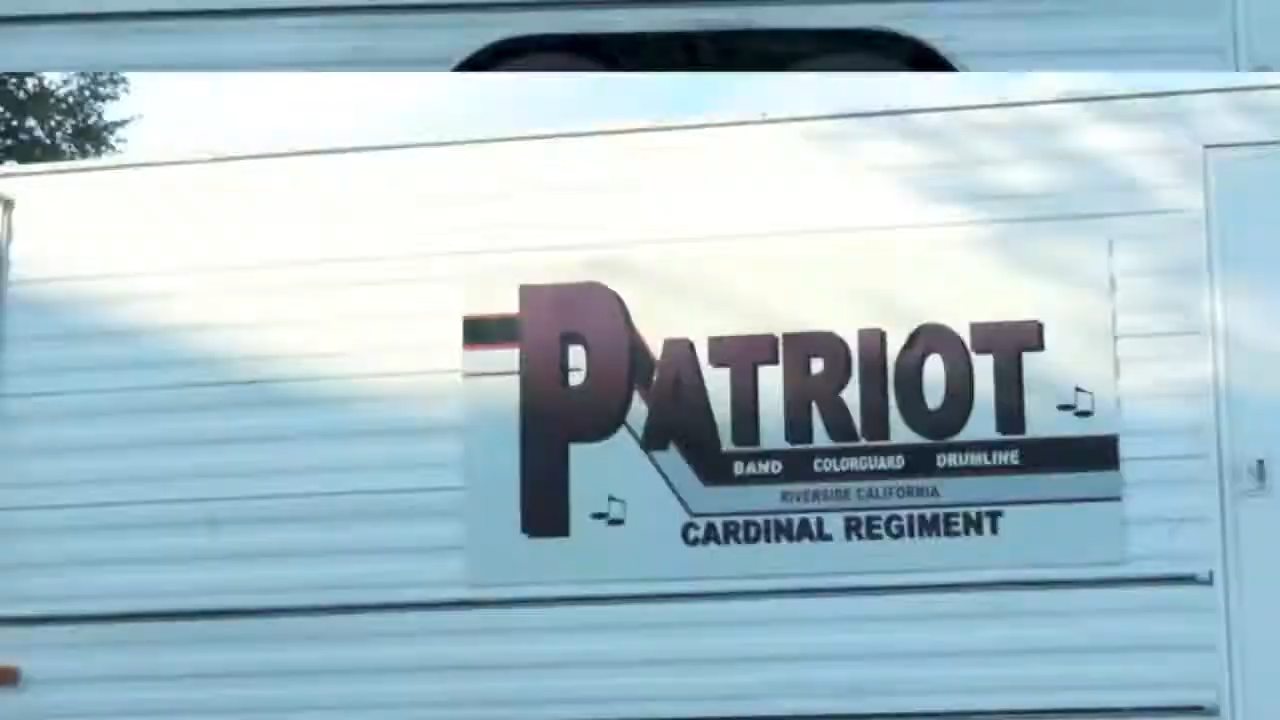 PATRIOT
BAND COLORGUARD DRUMLINE
RIVERSIDE CALIFORNIA
CARDINAL REGIMENT